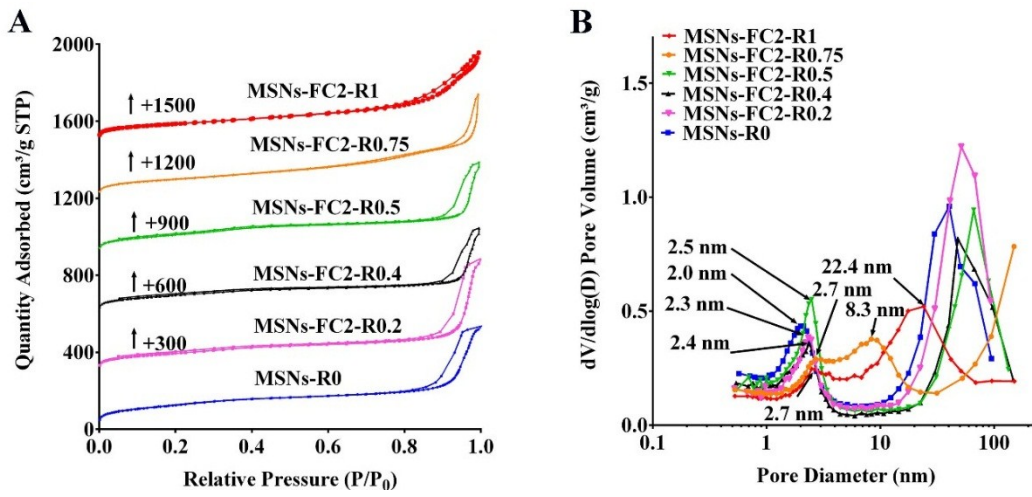 A
Quantity Adsorbed (cm³/g STP)
2000
1600
1200
800
400
0
MSNs-FC2-R1
+1500
MSNs-FC2-R0.75
+1200
MSNs-FC2-R0.5
+900
MSNs-FC2-R0.4
+600
MSNs-FC2-R0.2
+300
MSNs-R0
0.0 0.2 0.4 0.6 0.8 1.0
Relative Pressure (P/P₀)
B
dV/dlog(D) Pore Volume (cm³/g)
1.5
1.0
0.5
0.0
MSNs-FC2-R1
MSNs-FC2-R0.75
MSNs-FC2-R0.5
MSNs-FC2-R0.4
MSNs-FC2-R0.2
MSNs-R0
2.5 nm
2.0 nm
2.3 nm
2.4 nm
2.7 nm
22.4 nm
8.3 nm
2.7 nm
0.1 1 10 100
Pore Diameter (nm)